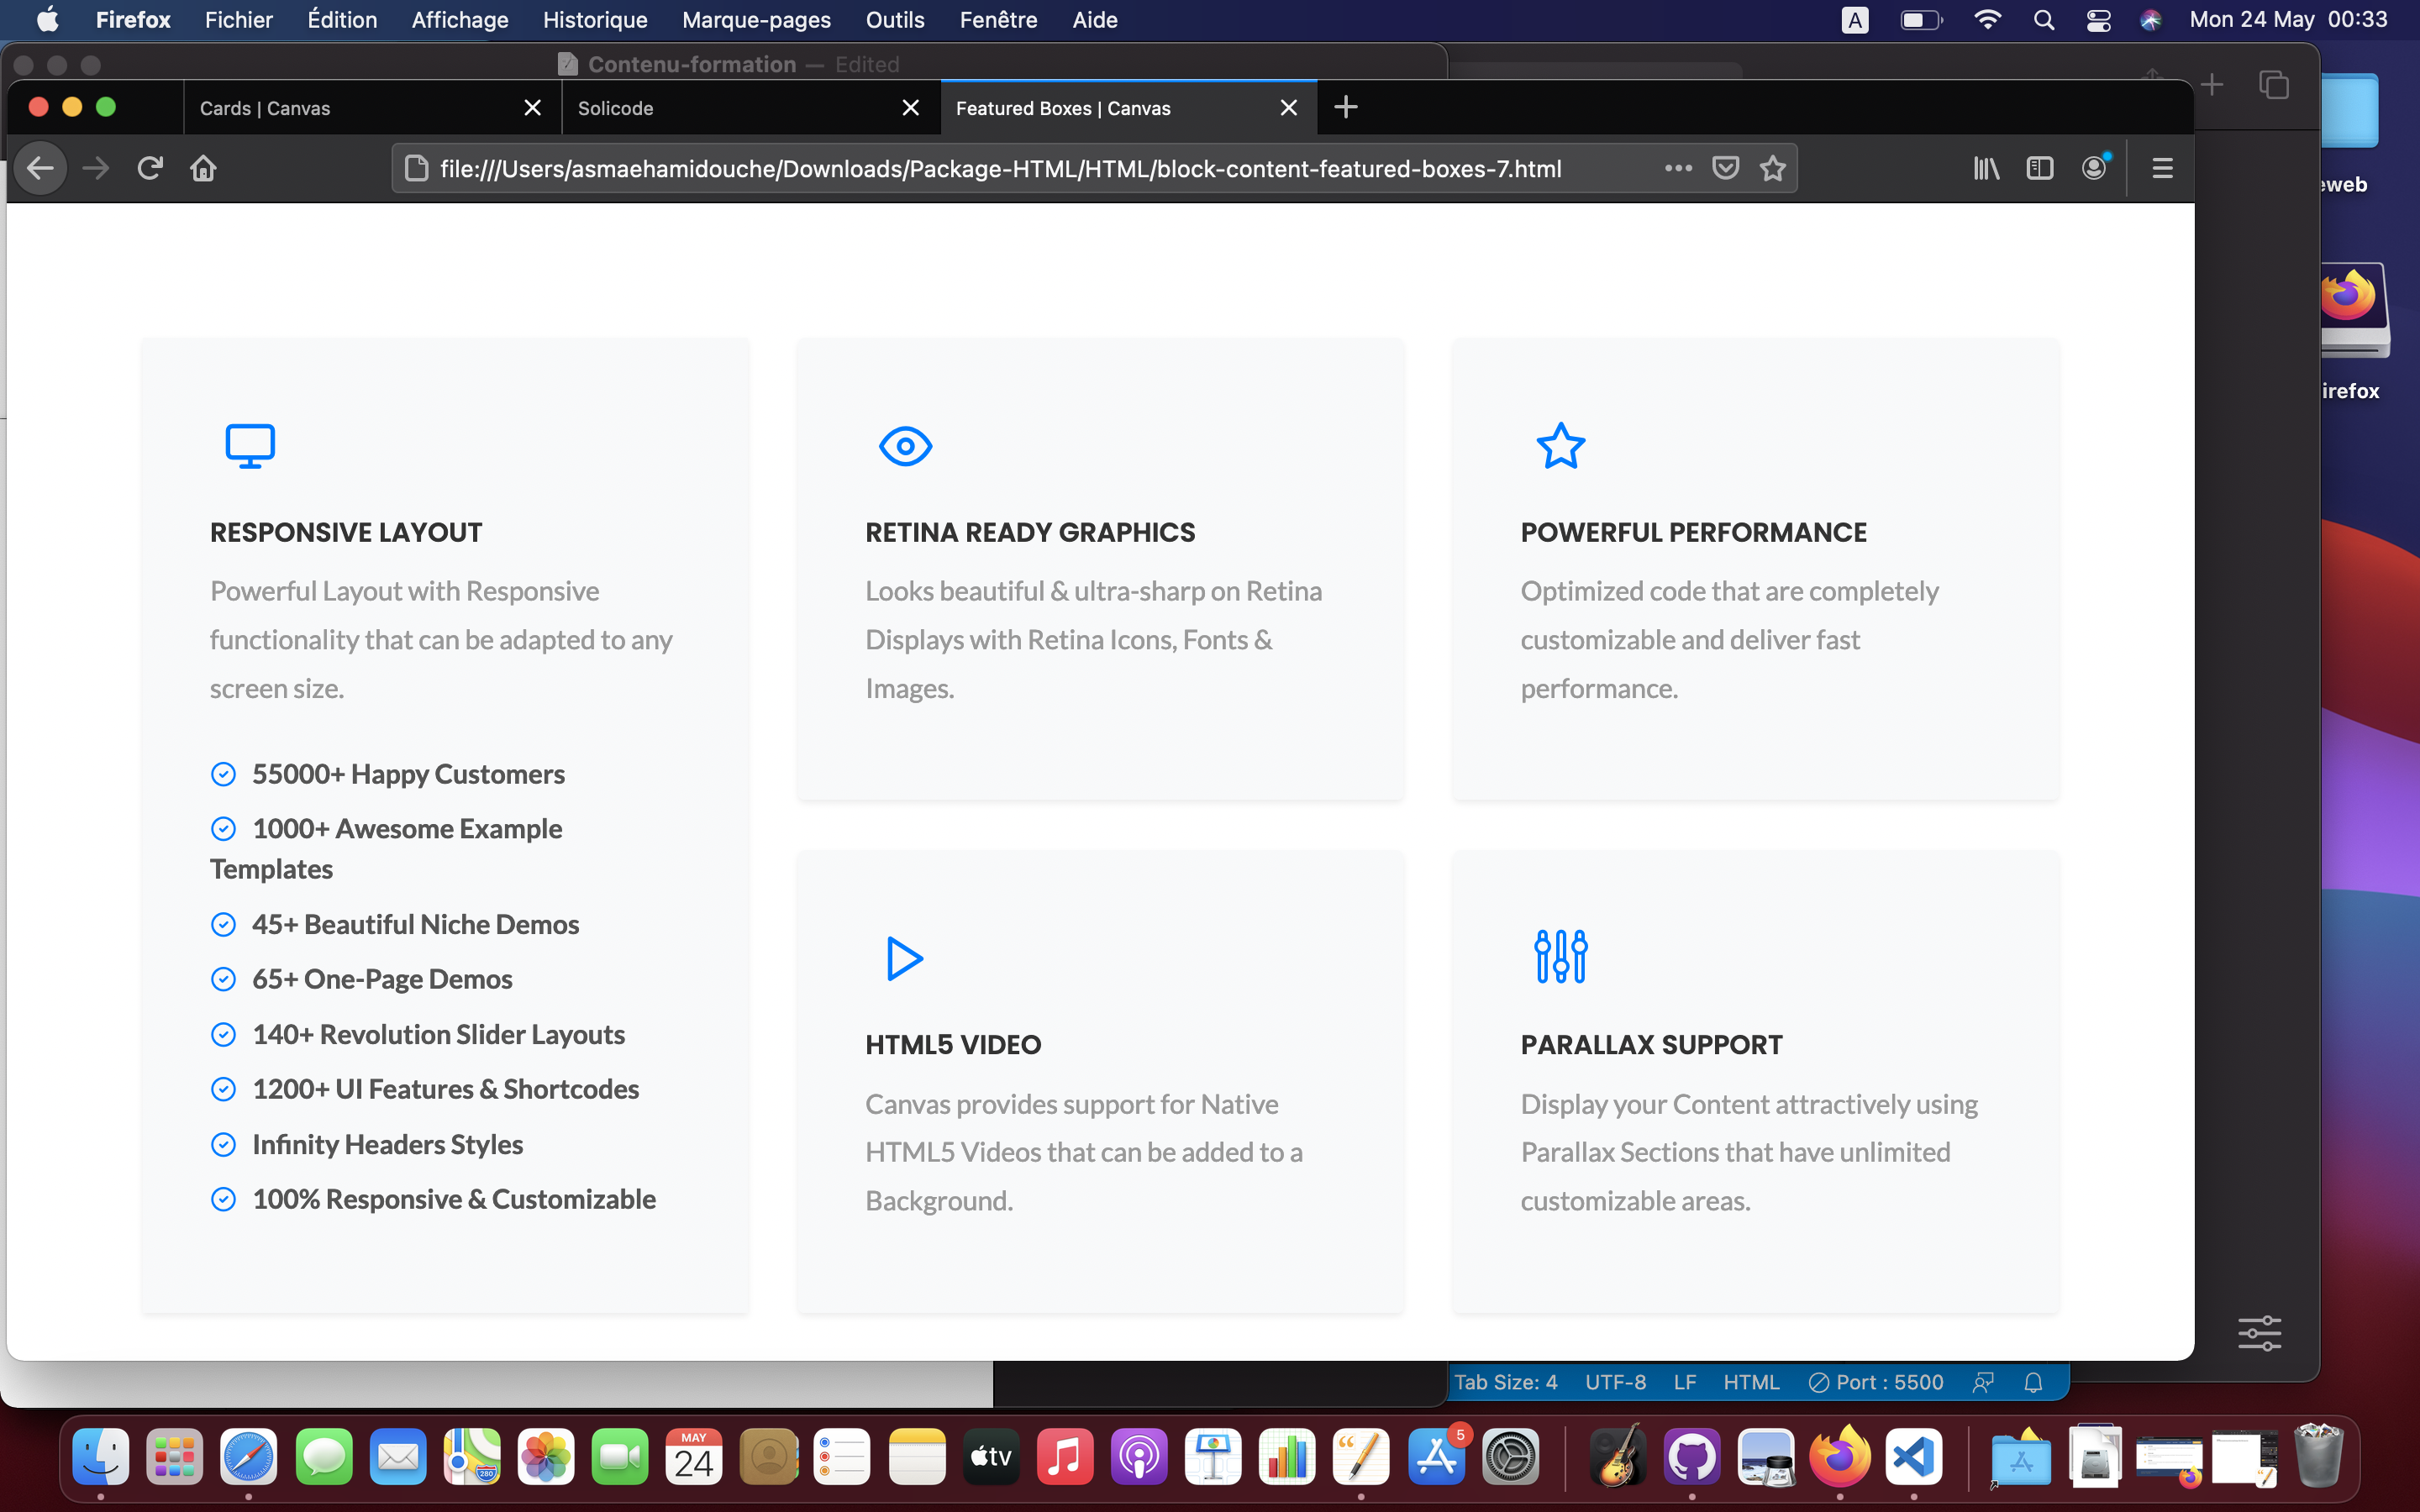 Firefox Fichier Édition Affichage Historique Marque-pages Outils Fenêtre Aide
A Mon 24 May 00:33
Contenu-formation — Edited
Cards | Canvas
Solicode
Featured Boxes | Canvas
file:///Users/asmaehamidouche/Downloads/Package-HTML/HTML/block-content-featured-boxes-7.html
RESPONSIVE LAYOUT
Powerful Layout with Responsive
functionality that can be adapted to any
screen size.
55000+ Happy Customers
1000+ Awesome Example
Templates
45+ Beautiful Niche Demos
65+ One-Page Demos
140+ Revolution Slider Layouts
1200+ UI Features & Shortcodes
Infinity Headers Styles
100% Responsive & Customizable
RETINA READY GRAPHICS
Looks beautiful & ultra-sharp on Retina
Displays with Retina Icons, Fonts &
Images.
POWERFUL PERFORMANCE
Optimized code that are completely
customizable and deliver fast
performance.
HTML5 VIDEO
Canvas provides support for Native
HTML5 Videos that can be added to a
Background.
PARALLAX SUPPORT
Display your Content attractively using
Parallax Sections that have unlimited
customizable areas.
eweb
irefox
Tab Size: 4 UTF-8 LF HTML Port : 5500
280
MAY
24
tv
5